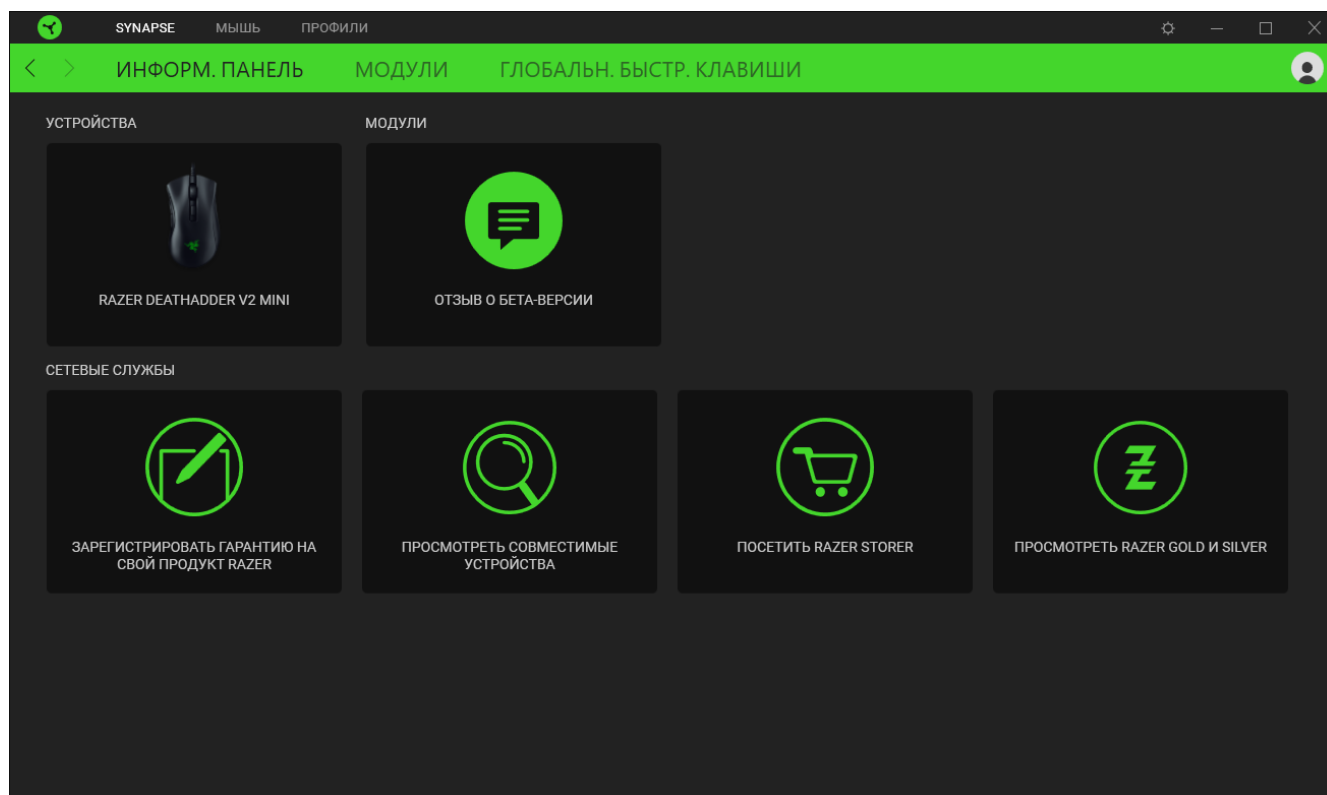 SYNAPSE МЫШЬ ПРОФИЛИ
ИНФОРМ. ПАНЕЛЬ МОДУЛИ ГЛОБАЛЬН. БЫСТР. КЛАВИШИ
УСТРОЙСТВА МОДУЛИ
RAZER DEATHADDER V2 MINI
ОТЗЫВ О БЕТА-ВЕРСИИ
СЕТЕВЫЕ СЛУЖБЫ
ЗАРЕГИСТРИРОВАТЬ ГАРАНТИЮ НА
СВОЙ ПРОДУКТ RAZER
ПРОСМОТРЕТЬ СОВМЕСТИМЫЕ
УСТРОЙСТВА
ПОСЕТИТЬ RAZER STORER
ПРОСМОТРЕТЬ RAZER GOLD И SILVER